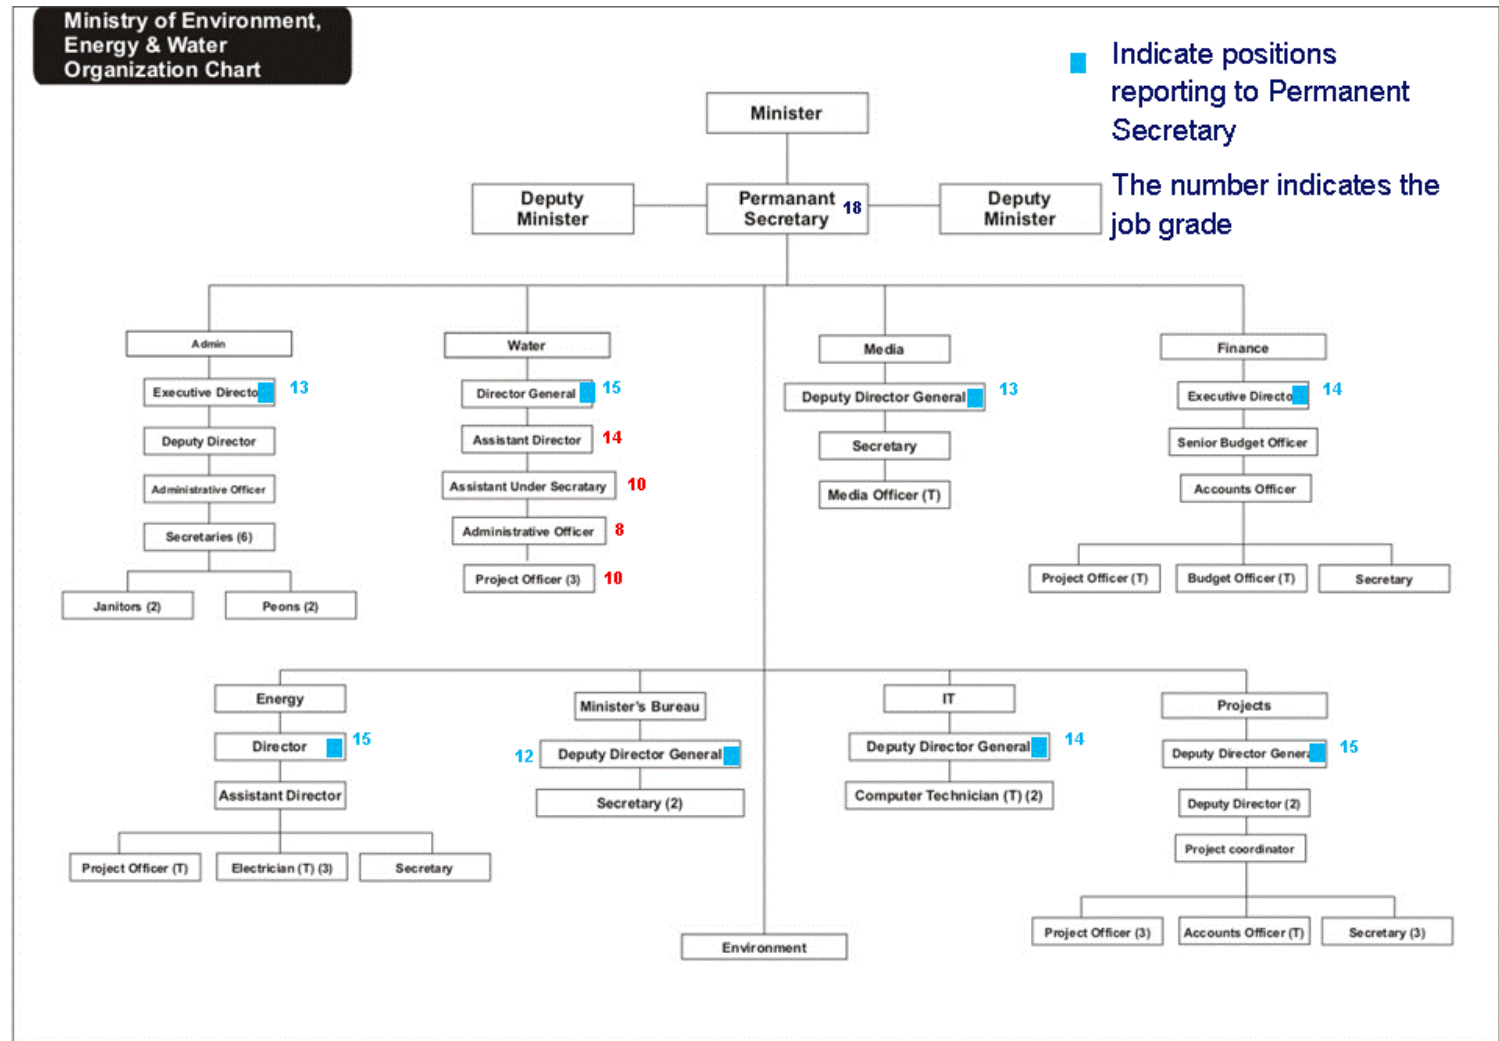 Ministry of Environment,
Energy & Water
Organization Chart
Indicate positions
reporting to Permanent
Secretary
The number indicates the
job grade
Minister
Deputy
Minister
Permanant
Secretary 18
Deputy
Minister
Admin
Executive Directo 13
Deputy Director
Administrative Officer
Secretaries (6)
Janitors (2)
Peons (2)
Water
Director General 15
Assistant Director 14
Assistant Under Secratary 10
Administrative Officer 8
Project Officer (3) 10
Media
Deputy Director General 13
Secretary
Media Officer (T)
Finance
Executive Directo 14
Senior Budget Officer
Accounts Officer
Project Officer (T)
Budget Officer (T)
Secretary
Energy
Director 15
Assistant Director
Project Officer (T)
Electrician (T) (3)
Secretary
Minister's Bureau
12 Deputy Director General
Secretary (2)
IT
Deputy Director General 14
Computer Technician (T) (2)
Projects
Deputy Director Genera 15
Deputy Director (2)
Project coordinator
Project Officer (3)
Accounts Officer (T)
Secretary (3)
Environment